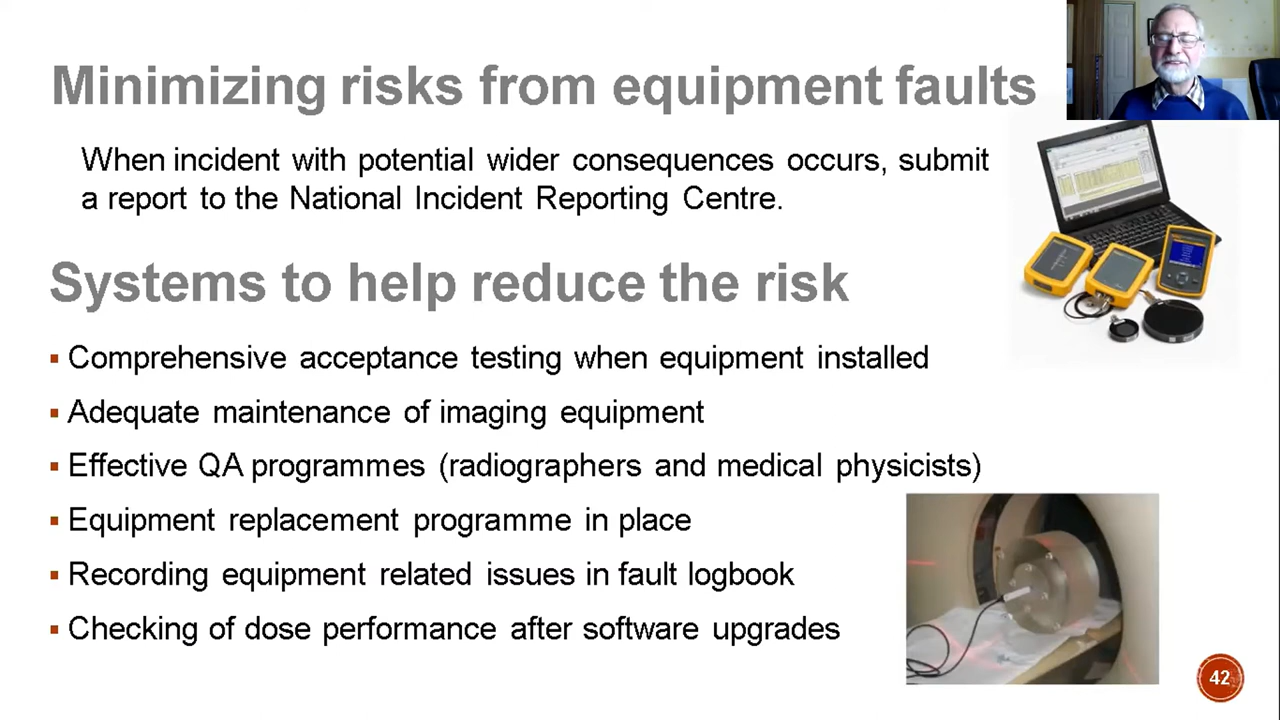 Minimizing risks from equipment faults
When incident with potential wider consequences occurs, submit
a report to the National Incident Reporting Centre.
Systems to help reduce the risk
▪ Comprehensive acceptance testing when equipment installed
▪ Adequate maintenance of imaging equipment
▪ Effective QA programmes (radiographers and medical physicists)
▪ Equipment replacement programme in place
▪ Recording equipment related issues in fault logbook
▪ Checking of dose performance after software upgrades
42